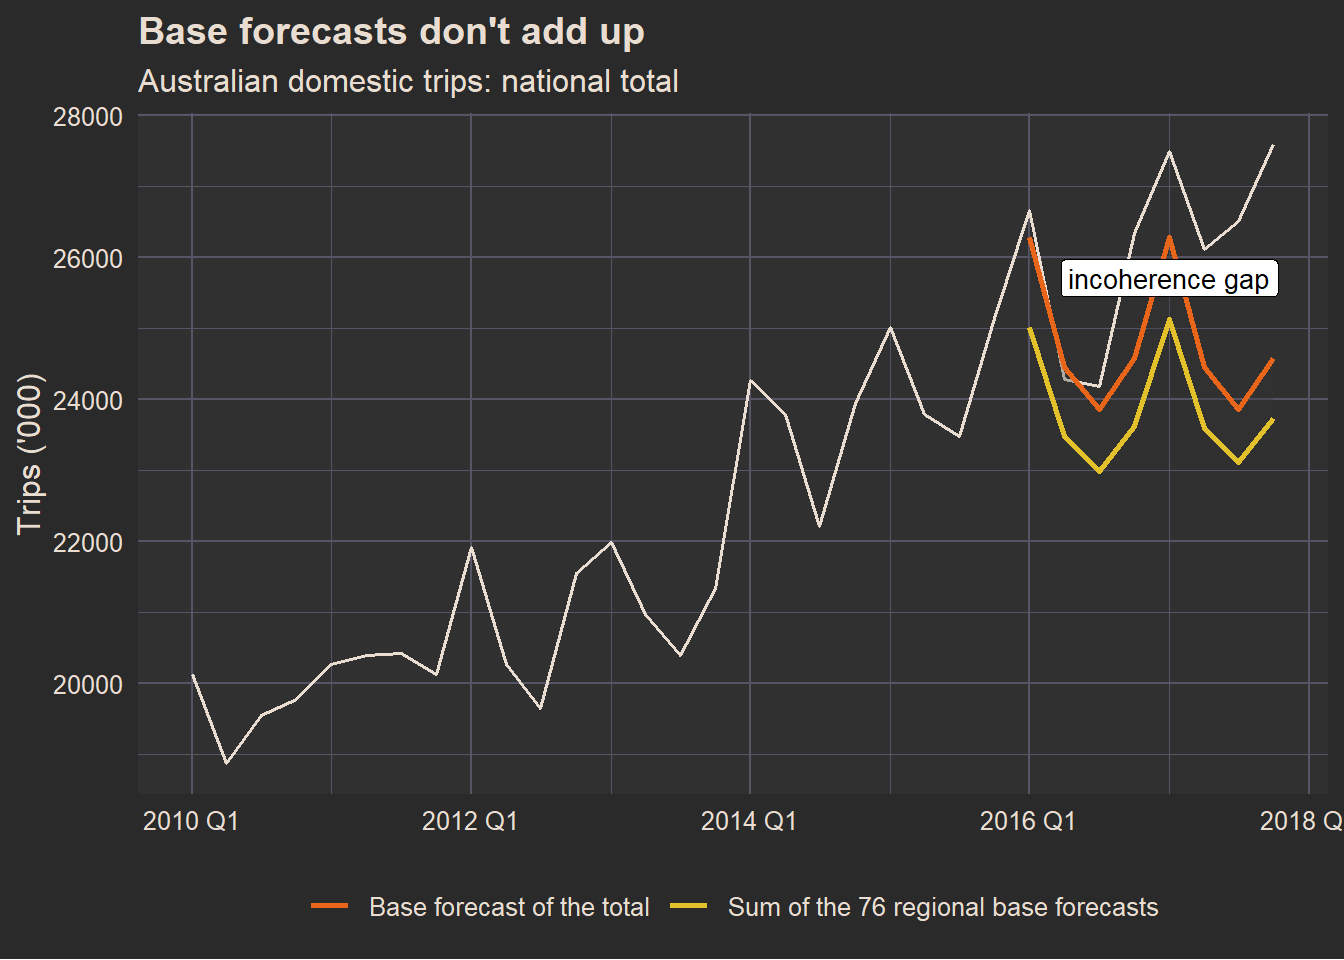 Base forecasts don't add up
Australian domestic trips: national total
Trips ('000)
28000
26000
24000
22000
20000
incoherence gap
2010 Q1
2012 Q1
2014 Q1
2016 Q1
2018 Q
Base forecast of the total
Sum of the 76 regional base forecasts